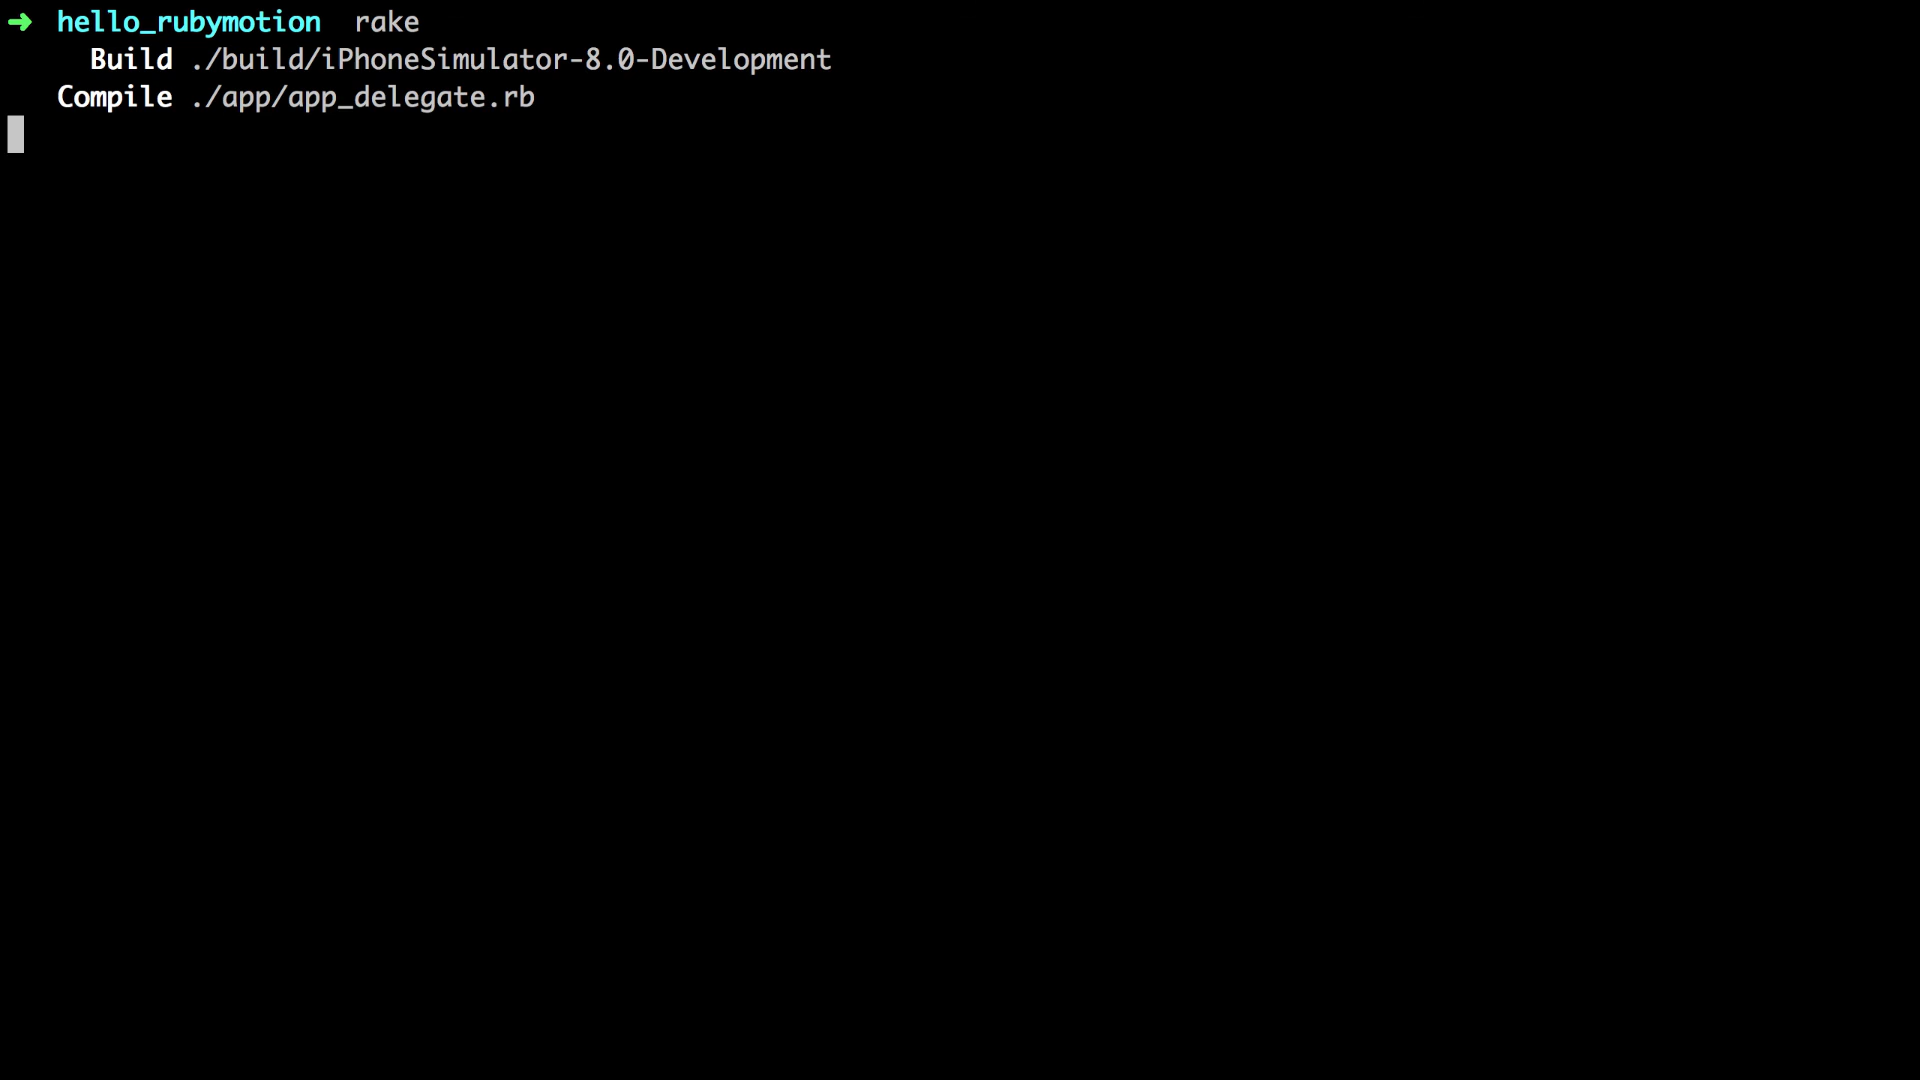 ➜ hello_rubymotion rake
Build ./build/iPhoneSimulator-8.0-Development
Compile ./app/app_delegate.rb